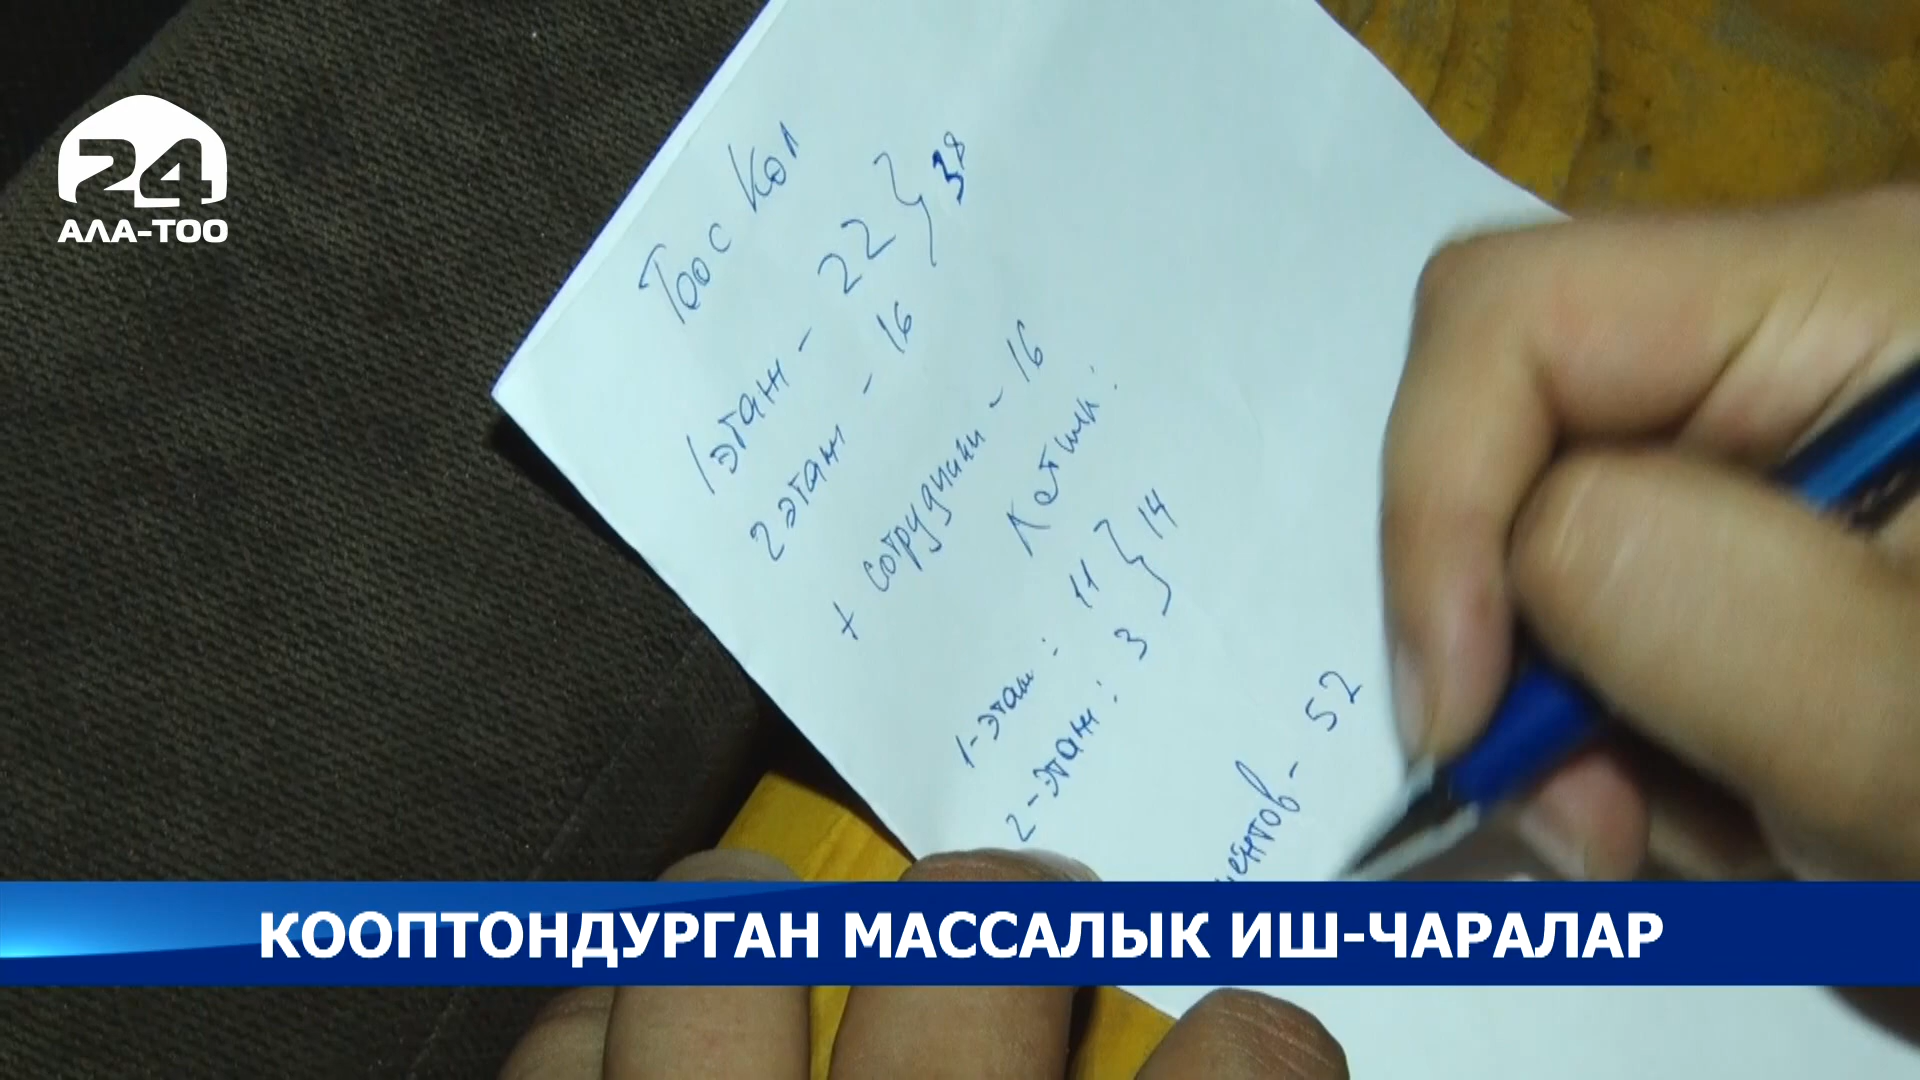 24
АЛА-ТОО
Тоос Кол
1 этаж - 22 } 38
2 этаж - 16
+ сотрудники - 16
Летик:
1-этаж: 11 } 14
2-этаж: 3
- 52
КООПТОНДУРГАН МАССАЛЫК ИШ-ЧАРАЛАР